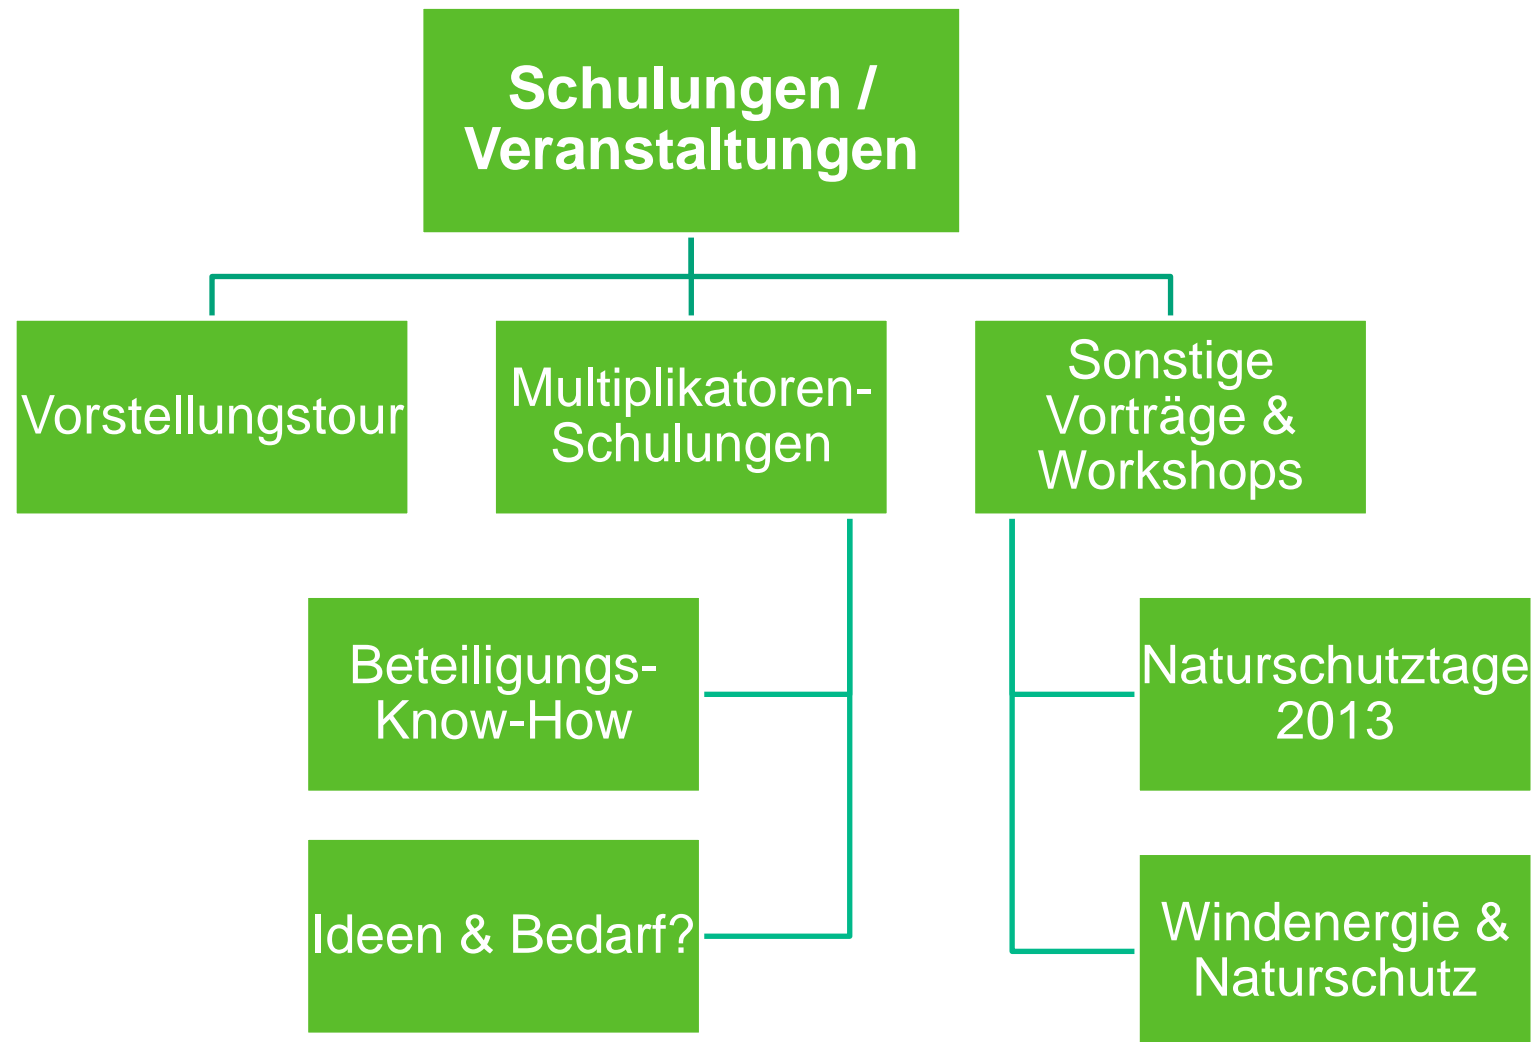 Schulungen /
Veranstaltungen
Vorstellungstour
Multiplikatoren-
Schulungen
Sonstige
Vorträge &
Workshops
Beteiligungs-
Know-How
Naturschutztage
2013
Ideen & Bedarf?
Windenergie &
Naturschutz